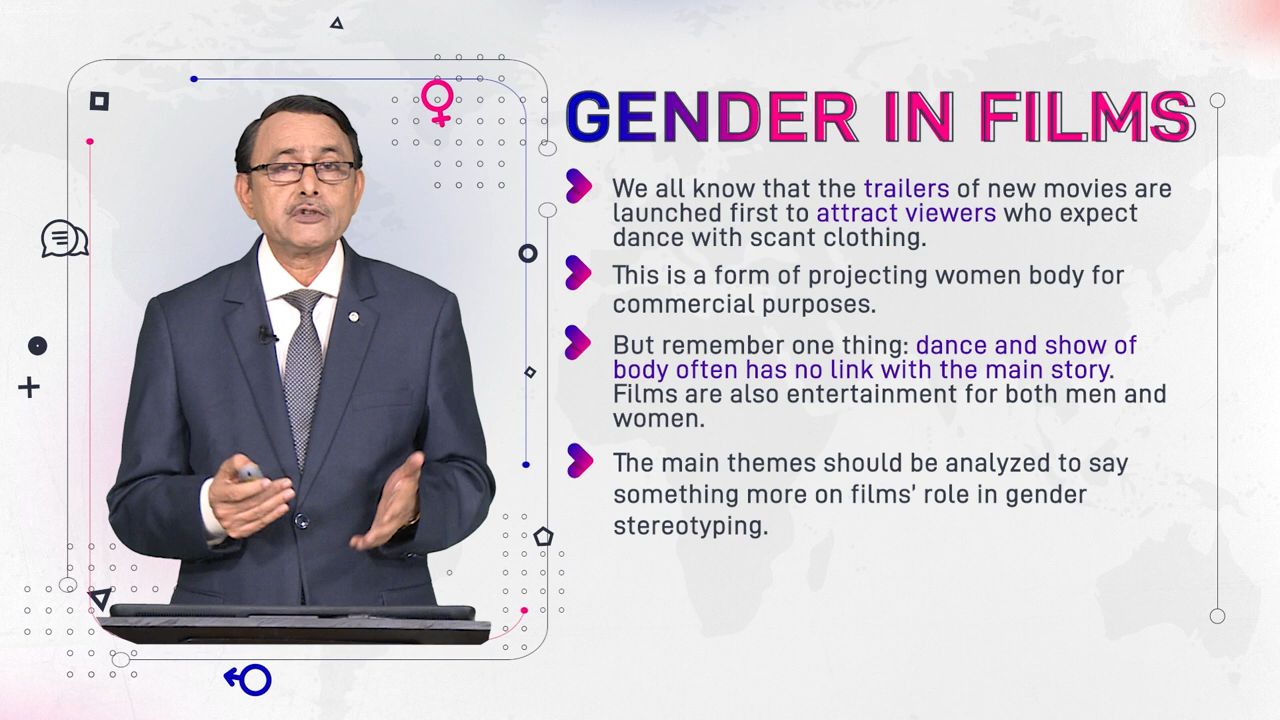 GENDER IN FILMS
We all know that the trailers of new movies are
launched first to attract viewers who expect
dance with scant clothing.
This is a form of projecting women body for
commercial purposes.
But remember one thing: dance and show of
body often has no link with the main story.
Films are also entertainment for both men and
women.
The main themes should be analyzed to say
something more on films’ role in gender
stereotyping.